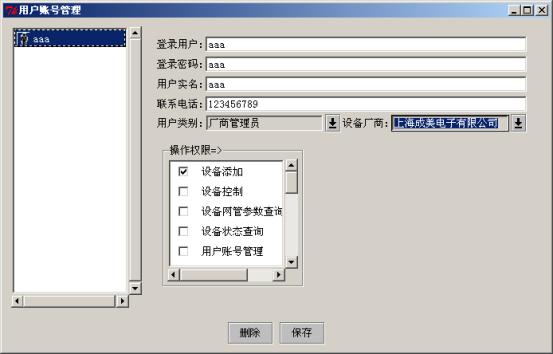 用户账号管理
aaa
登录用户: aaa
登录密码: aaa
用户实名: aaa
联系电话: 123456789
用户类别: 厂商管理员 设备厂商: 上海成美电子有限公司
操作权限=>
设备添加
设备控制
设备网管参数查询
设备状态查询
用户账号管理
删除 保存